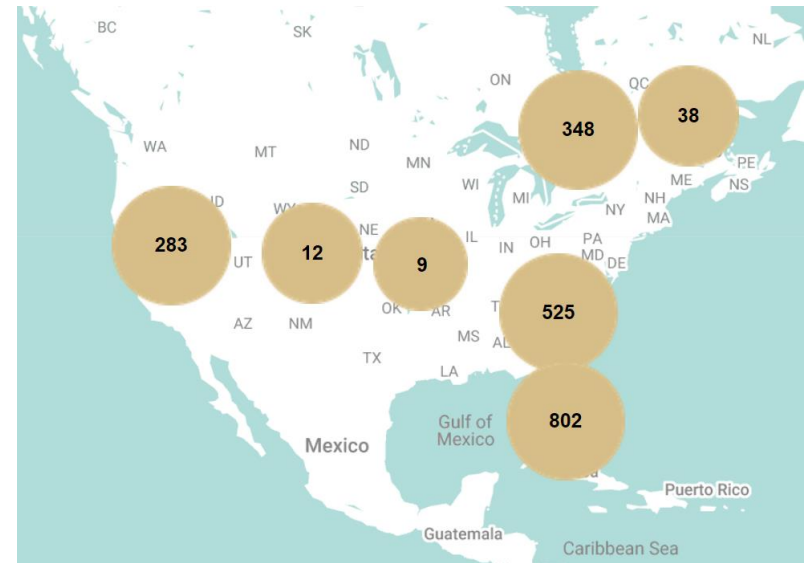 BC
SK
NL
ON
QC
348
38
WA
MT
ND
MN
PE
SD
WI
MI
ME
NS
ID
WY
NY
NH
MA
NE
IL
IN
OH
PA
283
UT
12
9
MD
DE
OK
AR
525
AZ
NM
MS
AL
TX
LA
802
Gulf of
Mexico
Mexico
Puerto Rico
Guatemala
Caribbean Sea